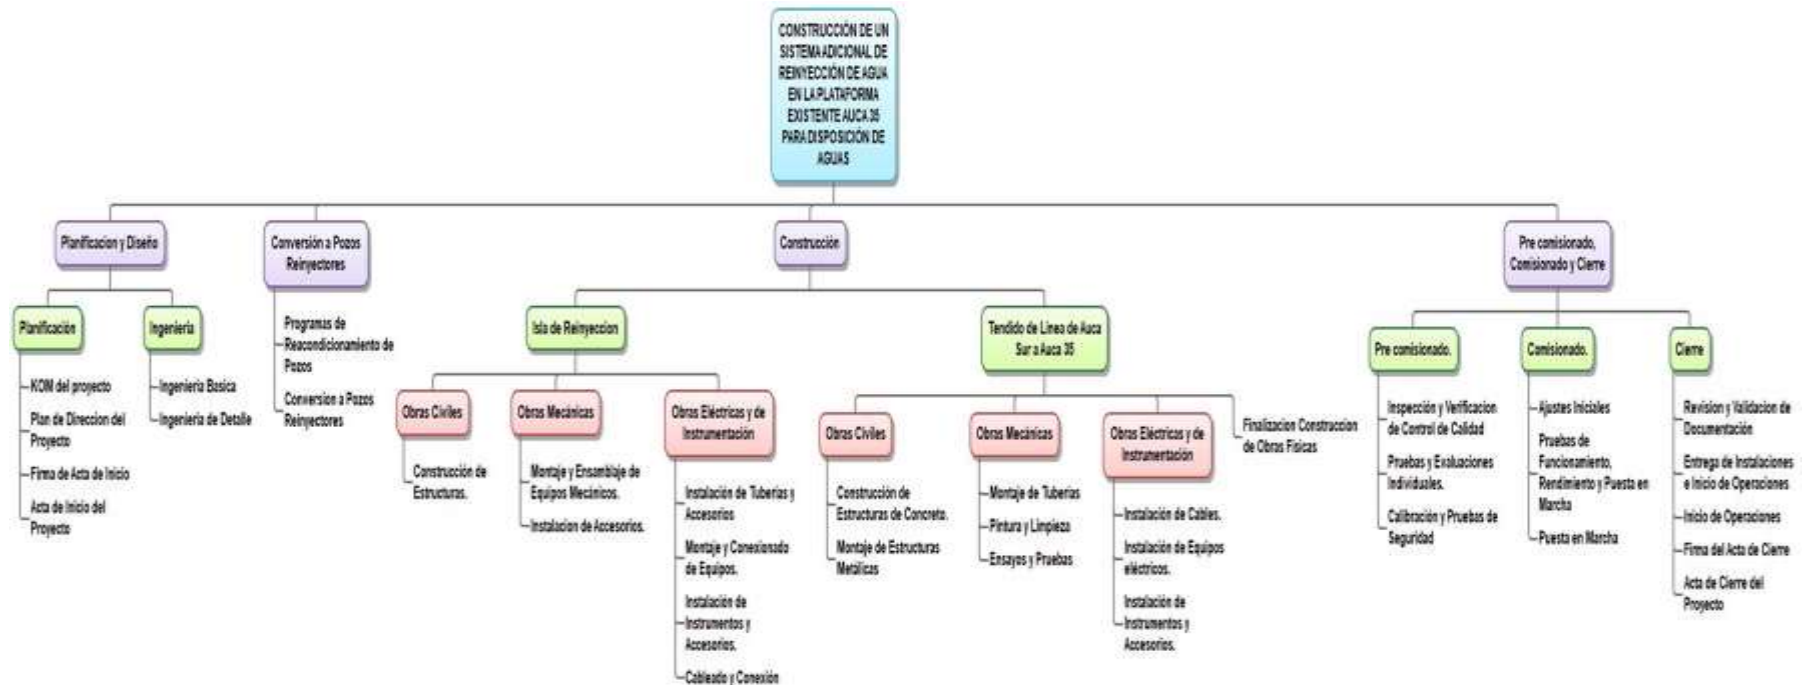 CONSTRUCCIÓN DE UN
SISTEMA ADICIONAL DE
REINYECCIÓN DE AGUA
EN LA PLATAFORMA
EXISTENTE AUCA 35
PARA DISPOSICIÓN DE
AGUAS
Planificacion y Diseño
Conversión a Pozos
Reinyectores
Construcción
Pre comisionado,
Comisionado y Cierre
Planificación
Ingeniería
Programas de
Reacondicionamiento de
Pozos
Conversion a Pozos
Reinyectores
Isla de Reinyeccion
Tendido de Linea de Auca
Sur a Auca 35
Pre comisionado.
Comisionado.
Cierre
KOM del proyecto
Plan de Direccion del
Proyecto
Firma de Acta de Inicio
Acta de Inicio del
Proyecto
Ingenieria Basica
Ingenieria de Detalle
Obras Civiles
Construcción de
Estructuras.
Obras Mecánicas
Montaje y Ensamblaje de
Equipos Mecánicos.
Instalacion de Accesorios.
Obras Eléctricas y de
Instrumentación
Instalación de Tuberías y
Accesorios
Montaje y Conexionado
de Equipos.
Instalación de
Instrumentos y
Accesorios.
Cableado y Conexión
Obras Civiles
Construcción de
Estructuras de Concreto.
Montaje de Estructuras
Metálicas
Obras Mecánicas
Montaje de Tuberías
Pintura y Limpieza
Ensayos y Pruebas
Obras Eléctricas y de
Instrumentación
Instalación de Cables.
Instalación de Equipos
eléctricos.
Instalación de
Instrumentos y
Accesorios.
Finalizacion Construccion
de Obras Fisicas
Inspección y Verificacion
de Control de Calidad
Pruebas y Evaluaciones
Individuales.
Calibración y Pruebas de
Seguridad
Ajustes Iniciales
Pruebas de
Funcionamiento,
Rendimiento y Puesta en
Marcha
Puesta en Marcha
Revision y Validacion de
Documentación
Entrega de Instalaciones
e Inicio de Operaciones
Inicio de Operaciones
Firma del Acta de Cierre
Acta de Cierre del
Proyecto